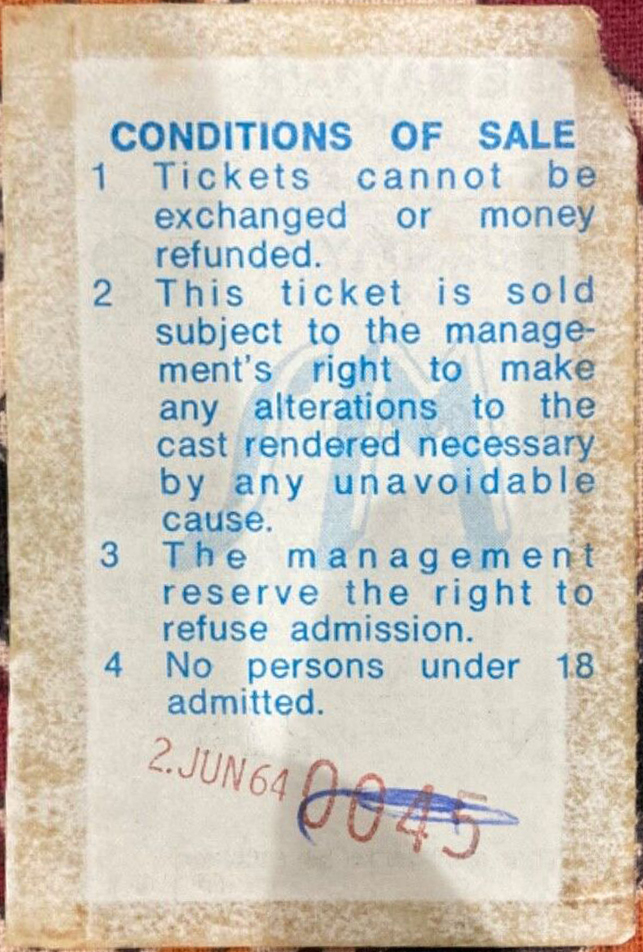 CONDITIONS OF SALE
1 Tickets cannot be
exchanged or money
refunded.
2 This ticket is sold
subject to the manage-
ment's right to make
any alterations to the
cast rendered necessary
by any unavoidable
cause.
3 The management
reserve the right to
refuse admission.
4 No persons under 18
admitted.
2.JUN64 0045